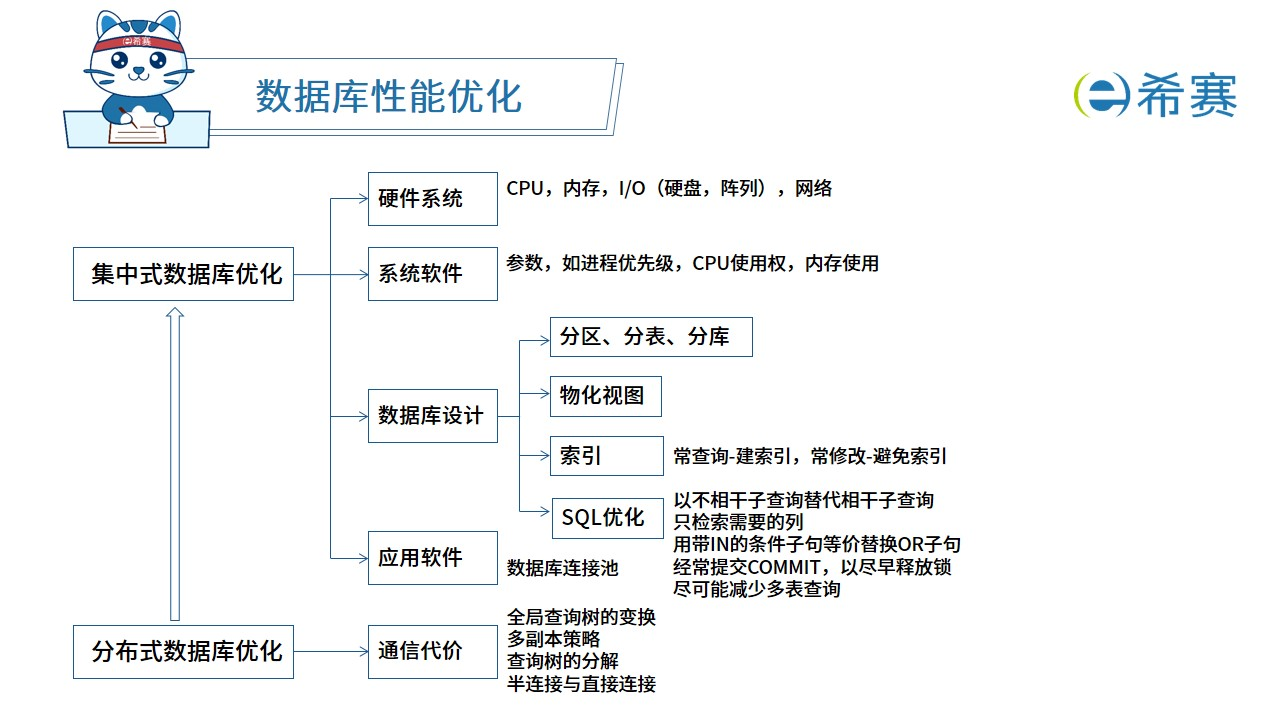 希赛
数据库性能优化
希赛
硬件系统
CPU，内存，I/O（硬盘，阵列），网络
集中式数据库优化
系统软件
参数，如进程优先级，CPU使用权，内存使用
分区、分表、分库
物化视图
数据库设计
索引
常查询-建索引，常修改-避免索引
SQL优化
以不相干子查询替代相干子查询
只检索需要的列
用带IN的条件子句等价替换OR子句
经常提交COMMIT，以尽早释放锁
尽可能减少多表查询
应用软件
数据库连接池
分布式数据库优化
通信代价
全局查询树的变换
多副本策略
查询树的分解
半连接与直接连接